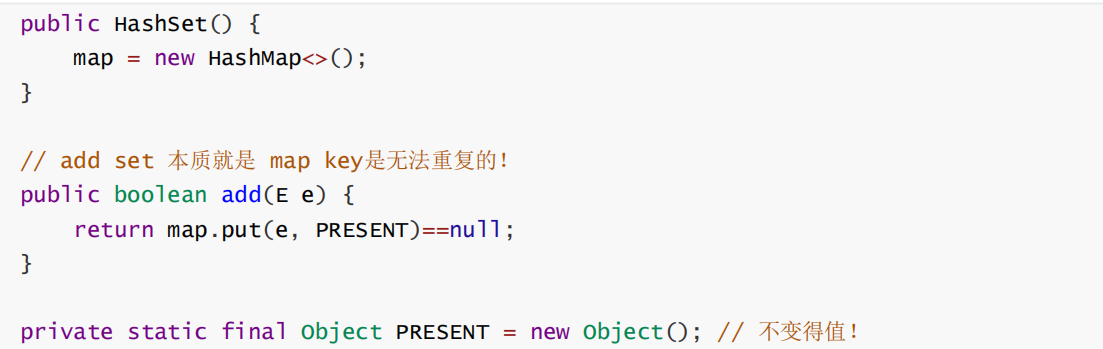 public HashSet() {
    map = new HashMap<>();
}
// add set 本质就是 map key是无法重复的！
public boolean add(E e) {
    return map.put(e, PRESENT)==null;
}
private static final Object PRESENT = new Object(); // 不变得值！